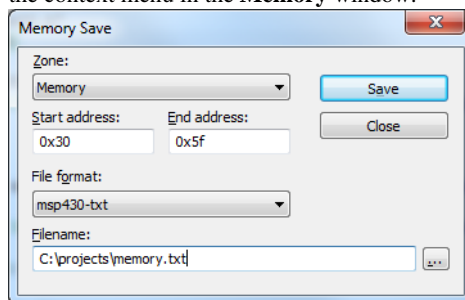 the context menu in the Memory window.
Memory Save
X
Zone:
Memory
Save
Start address: End address:
0x30 0x5f
Close
File format:
msp430-txt
Filename:
C:\projects\memory.txt
...